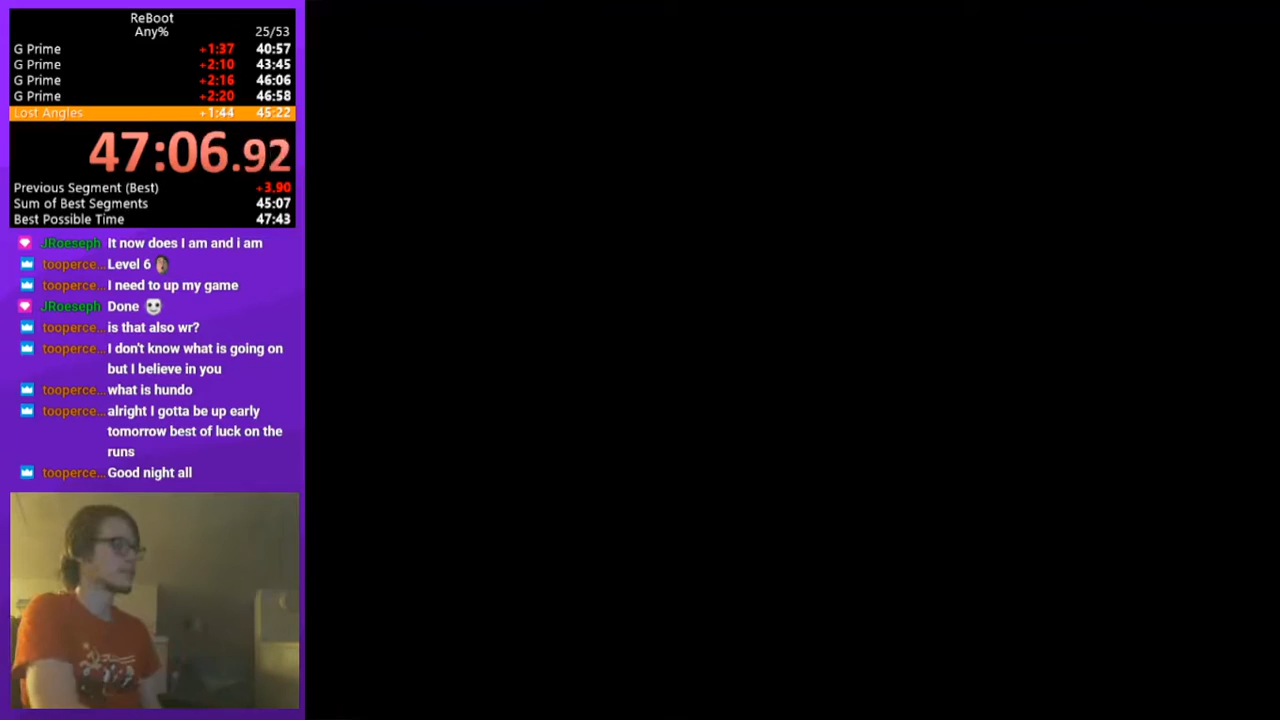 ReBoot
Any% 25/53
G Prime +1:37 40:57
G Prime +2:10 43:45
G Prime +2:16 46:06
G Prime +2:20 46:58
Lost Angles +1:44 45:22
47:06.92
Previous Segment (Best) +3.90
Sum of Best Segments 45:07
Best Possible Time 47:43
JRoeseph It now does I am and i am
tooperce... Level 6
tooperce... I need to up my game
JRoeseph Done
tooperce... is that also wr?
tooperce... I don't know what is going on
but I believe in you
tooperce... what is hundo
tooperce... alright I gotta be up early
tomorrow best of luck on the
runs
tooperce... Good night all